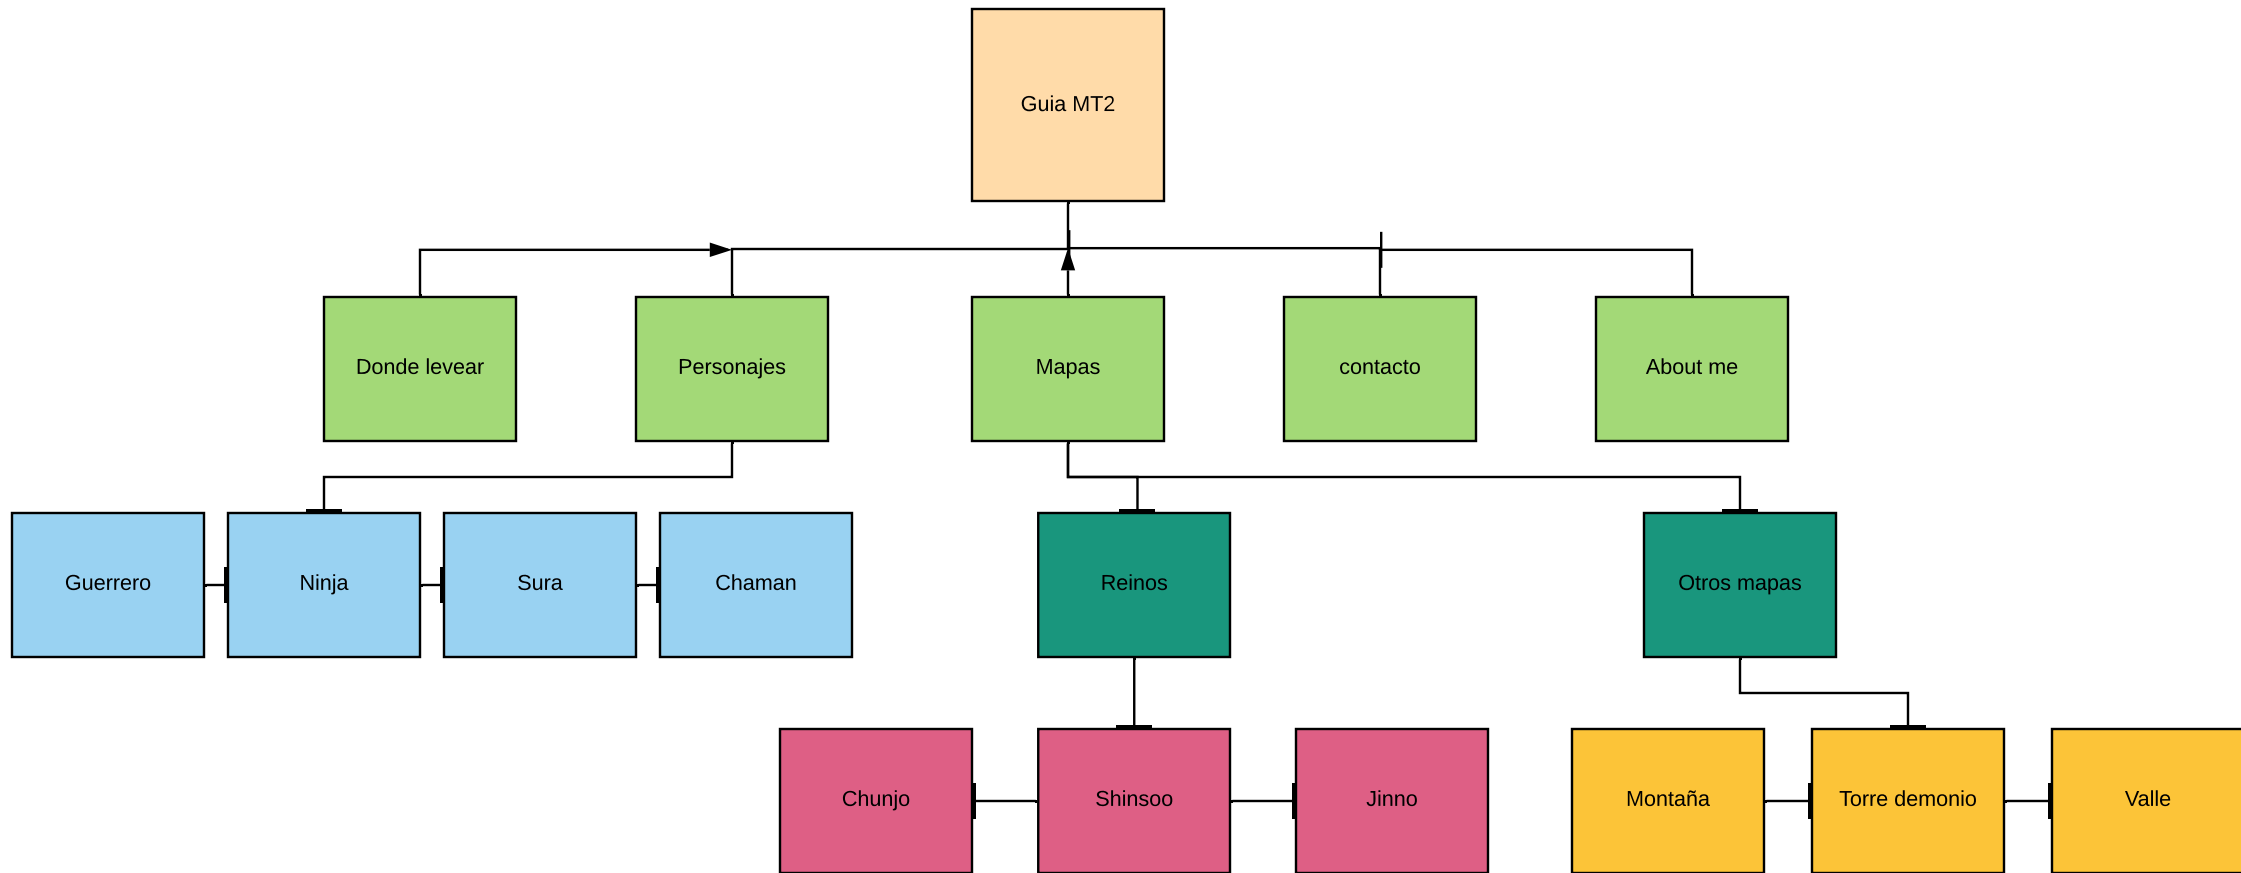 Guia MT2
Donde levear
Personajes
Mapas
contacto
About me
Guerrero
Ninja
Sura
Chaman
Reinos
Otros mapas
Chunjo
Shinsoo
Jinno
Montaña
Torre demonio
Valle